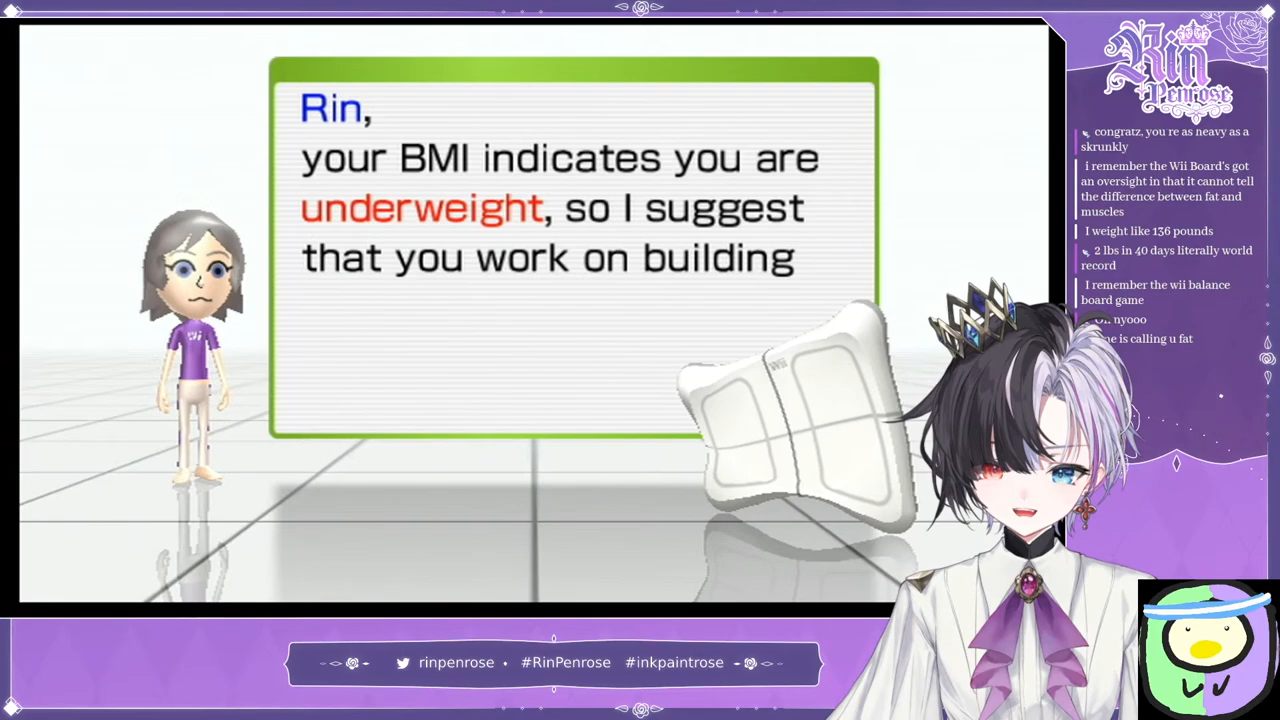 Rin,
your BMI indicates you are
underweight, so I suggest
that you work on building
Wii
Rin
Penrose
congratz, you re as neavy as a
skrunkly
i remember the Wii Board's got
an oversight in that it cannot tell
the difference between fat and
muscles
I weight like 136 pounds
2 lbs in 40 days literally world
record
I remember the wii balance
board game
nyooo
is calling u fat
rinpenrose • #RinPenrose #inkpaintrose